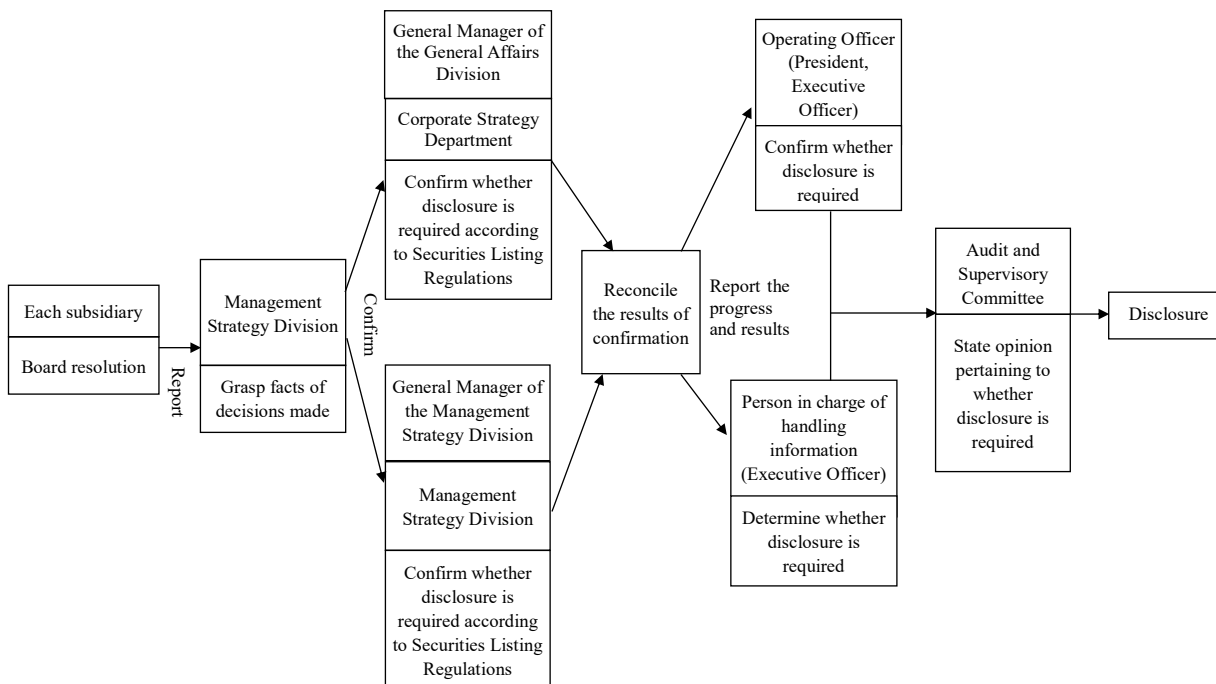 Each subsidiary
Board resolution
Report
Management
Strategy Division
Grasp facts of
decisions made
Confirm
General Manager of
the General Affairs
Division
Corporate Strategy
Department
Confirm whether
disclosure is
required according
to Securities Listing
Regulations
General Manager of
the Management
Strategy Division
Management
Strategy Division
Confirm whether
disclosure is
required according
to Securities Listing
Regulations
Reconcile
the results of
confirmation
Report the
progress
and results
Operating Officer
(President,
Executive
Officer)
Confirm whether
disclosure is
required
Person in charge of
handling
information
(Executive Officer)
Determine whether
disclosure is
required
Audit and
Supervisory
Committee
State opinion
pertaining to
whether
disclosure is
required
Disclosure